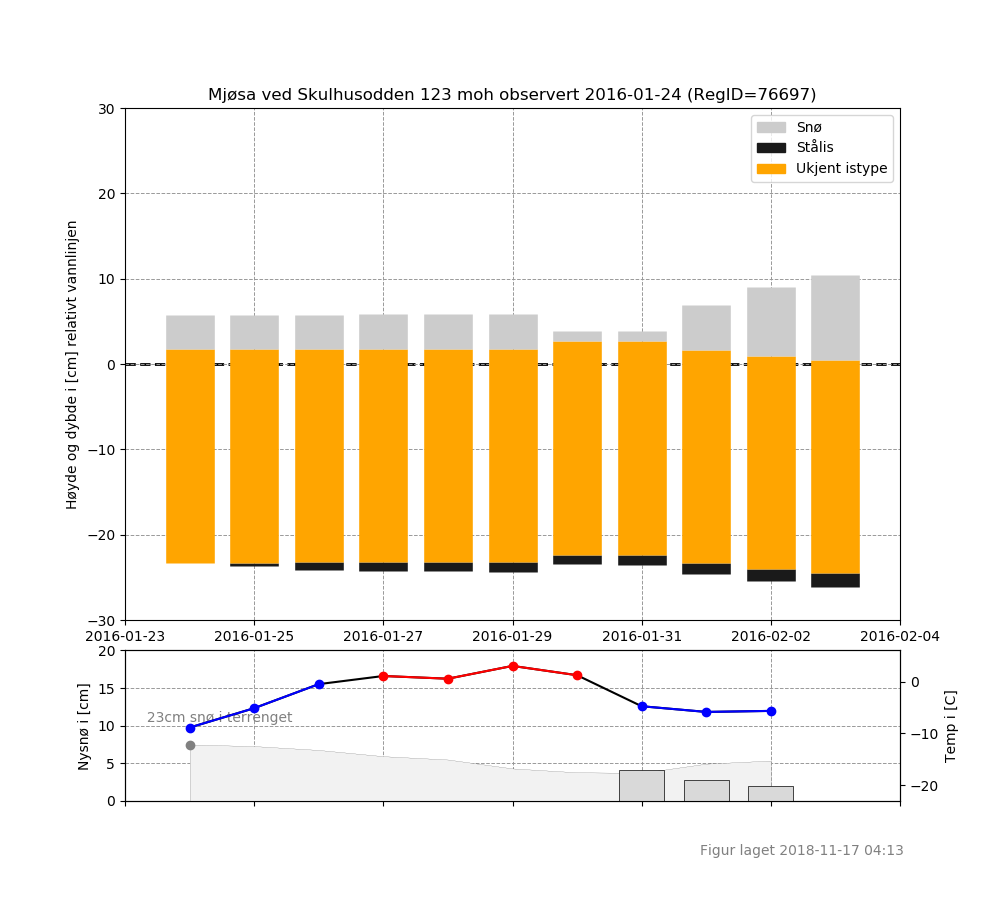 Mjøsa ved Skulhusodden 123 moh observert 2016-01-24 (RegID=76697)
Høyde og dybde i [cm] relativt vannlinjen
30
20
10
0
−10
−20
−30
Snø
Stålis
Ukjent istype
2016-01-23 2016-01-25 2016-01-27 2016-01-29 2016-01-31 2016-02-02 2016-02-04
Nysnø i [cm]
20
15
10
5
0
23cm snø i terrenget
0
−10
−20
Temp i [C]
Figur laget 2018-11-17 04:13